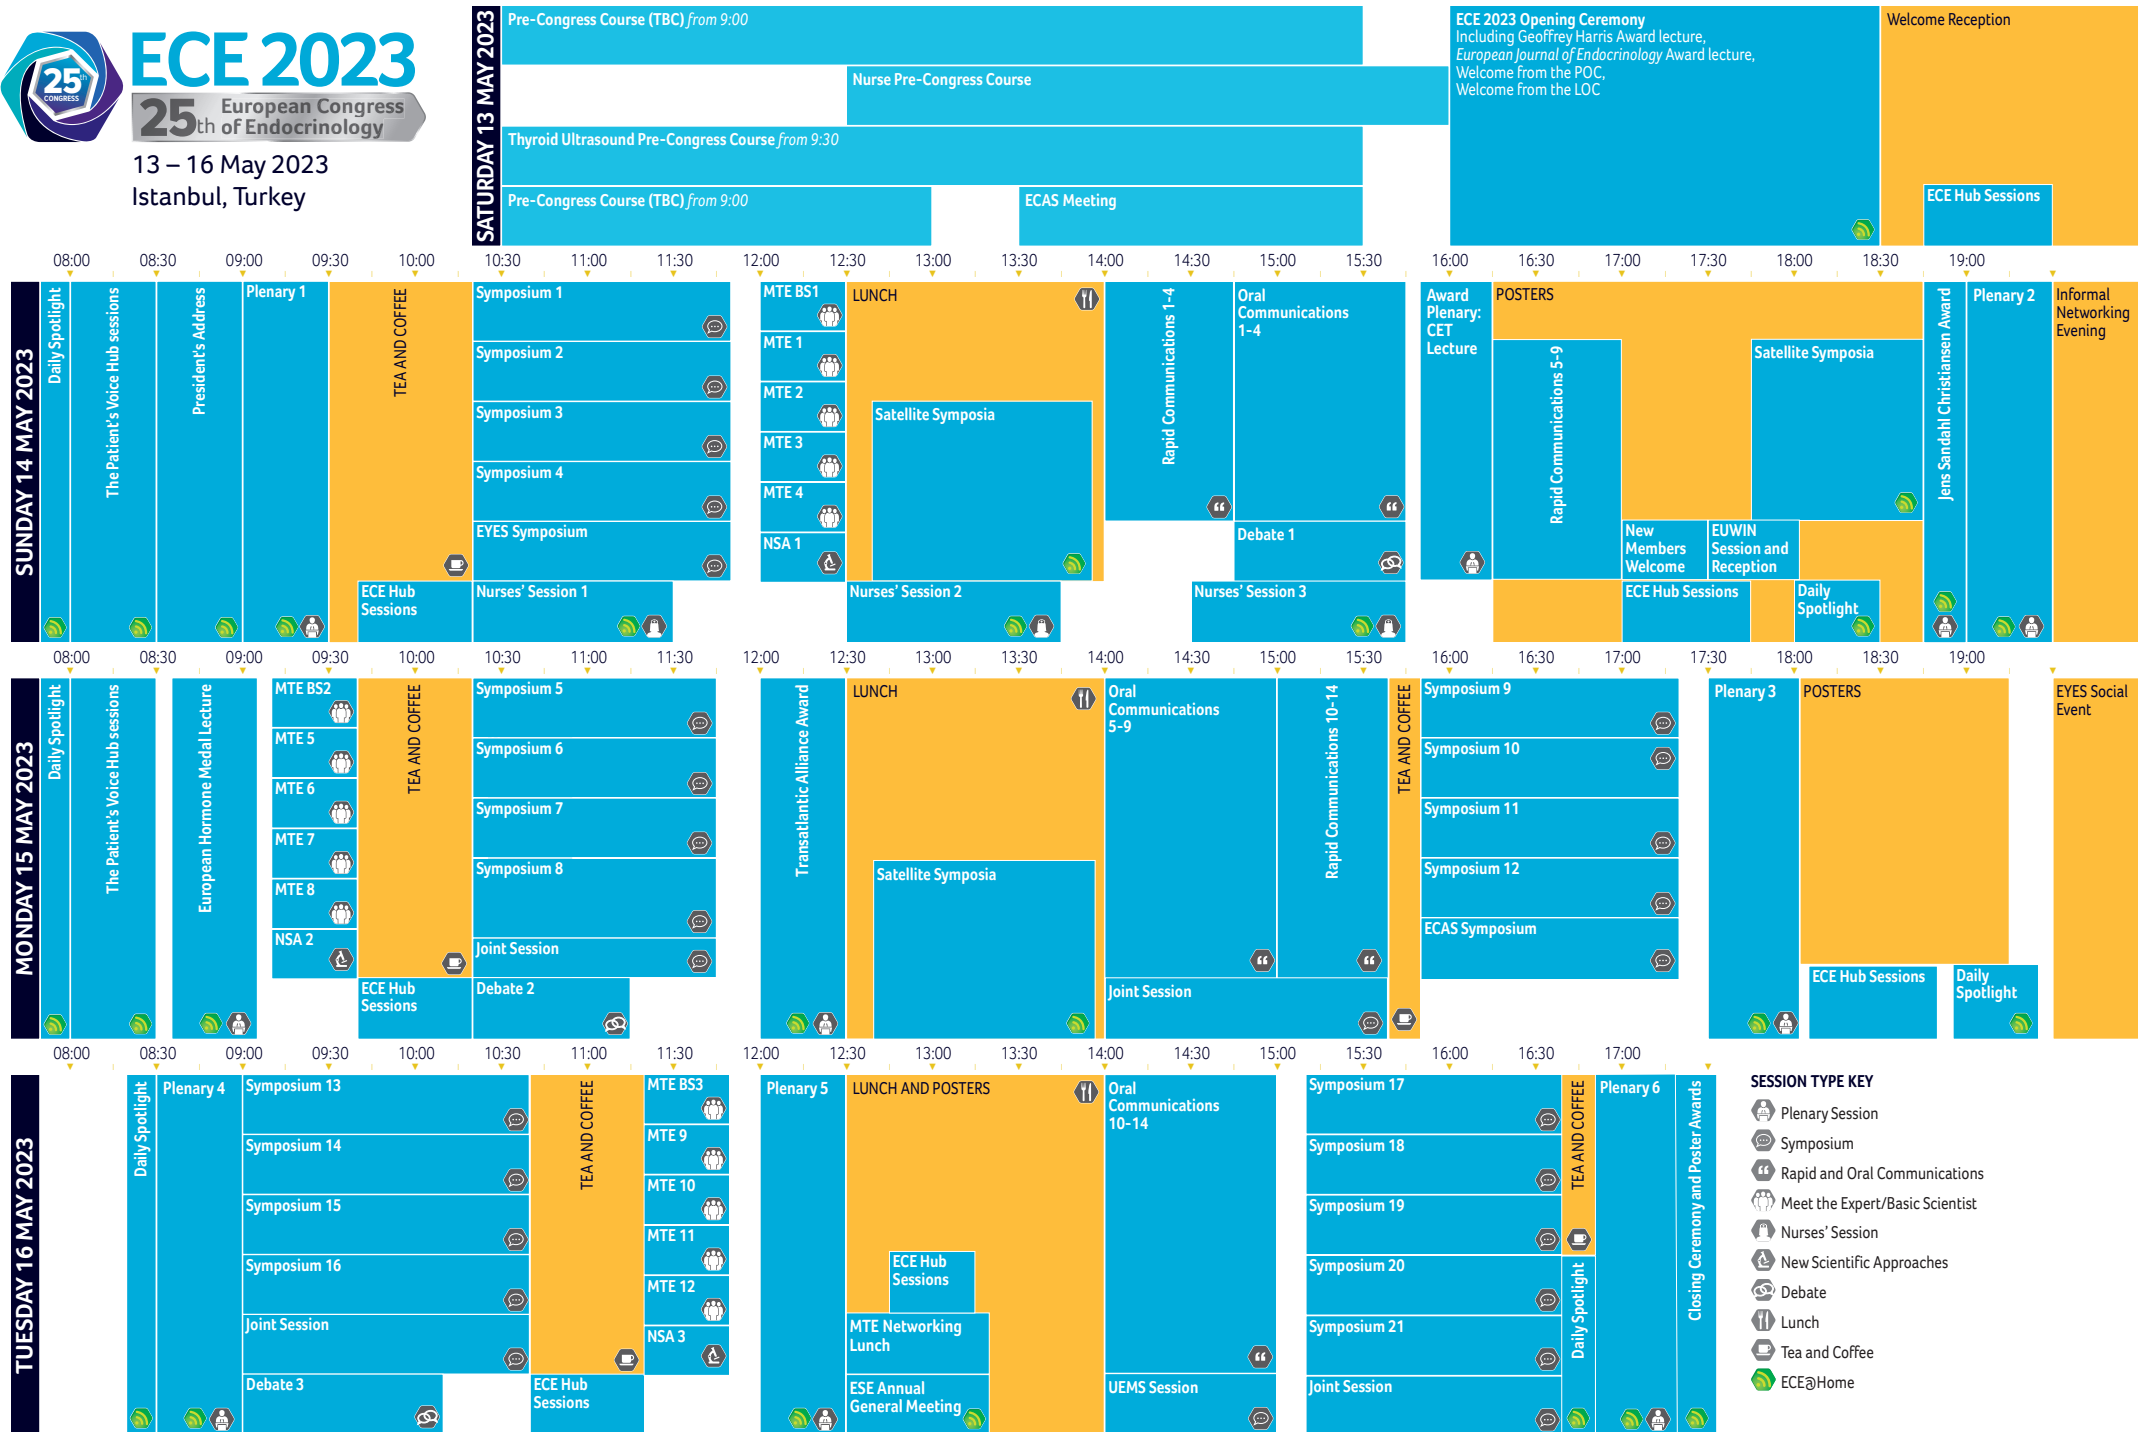 25th
CONGRESS
ECE 2023
25th European Congress
of Endocrinology
13 – 16 May 2023
Istanbul, Turkey
SATURDAY 13 MAY 2023
Pre-Congress Course (TBC) from 9:00
Nurse Pre-Congress Course
Thyroid Ultrasound Pre-Congress Course from 9:30
Pre-Congress Course (TBC) from 9:00
ECAS Meeting
ECE 2023 Opening Ceremony
Including Geoffrey Harris Award lecture,
European Journal of Endocrinology Award lecture,
Welcome from the POC,
Welcome from the LOC
Welcome Reception
ECE Hub Sessions
08:00 08:30 09:00 09:30 10:00 10:30 11:00 11:30 12:00 12:30 13:00 13:30 14:00 14:30 15:00 15:30 16:00 16:30 17:00 17:30 18:00 18:30 19:00
SUNDAY 14 MAY 2023
Daily Spotlight
The Patient's Voice Hub sessions
President's Address
Plenary 1
TEA AND COFFEE
ECE Hub
Sessions
Symposium 1
Symposium 2
Symposium 3
Symposium 4
EYES Symposium
Nurses' Session 1
MTE BS1
MTE 1
MTE 2
MTE 3
MTE 4
NSA 1
LUNCH
Satellite Symposia
Nurses' Session 2
Rapid Communications 1-4
Oral
Communications
1-4
Debate 1
Nurses' Session 3
Award
Plenary:
CET
Lecture
POSTERS
Rapid Communications 5-9
Satellite Symposia
New
Members
Welcome
EUWIN
Session and
Reception
ECE Hub Sessions
Daily
Spotlight
Jens Sandahl Christiansen Award
Plenary 2
Informal
Networking
Evening
08:00 08:30 09:00 09:30 10:00 10:30 11:00 11:30 12:00 12:30 13:00 13:30 14:00 14:30 15:00 15:30 16:00 16:30 17:00 17:30 18:00 18:30 19:00
MONDAY 15 MAY 2023
Daily Spotlight
The Patient's Voice Hub sessions
European Hormone Medal Lecture
MTE BS2
MTE 5
MTE 6
MTE 7
MTE 8
NSA 2
TEA AND COFFEE
ECE Hub
Sessions
Symposium 5
Symposium 6
Symposium 7
Symposium 8
Joint Session
Debate 2
Transatlantic Alliance Award
LUNCH
Satellite Symposia
Oral
Communications
5-9
Rapid Communications 10-14
Joint Session
TEA AND COFFEE
Symposium 9
Symposium 10
Symposium 11
Symposium 12
ECAS Symposium
Plenary 3
POSTERS
ECE Hub Sessions
Daily
Spotlight
EYES Social
Event
08:00 08:30 09:00 09:30 10:00 10:30 11:00 11:30 12:00 12:30 13:00 13:30 14:00 14:30 15:00 15:30 16:00 16:30 17:00
TUESDAY 16 MAY 2023
Daily Spotlight
Plenary 4
Symposium 13
Symposium 14
Symposium 15
Symposium 16
Joint Session
Debate 3
TEA AND COFFEE
ECE Hub
Sessions
MTE BS3
MTE 9
MTE 10
MTE 11
MTE 12
NSA 3
Plenary 5
LUNCH AND POSTERS
ECE Hub
Sessions
MTE Networking
Lunch
ESE Annual
General Meeting
Oral
Communications
10-14
UEMS Session
Symposium 17
Symposium 18
Symposium 19
Symposium 20
Symposium 21
Joint Session
TEA AND COFFEE
Daily Spotlight
Plenary 6
Closing Ceremony and Poster Awards
SESSION TYPE KEY
Plenary Session
Symposium
Rapid and Oral Communications
Meet the Expert/Basic Scientist
Nurses' Session
New Scientific Approaches
Debate
Lunch
Tea and Coffee
ECE@Home